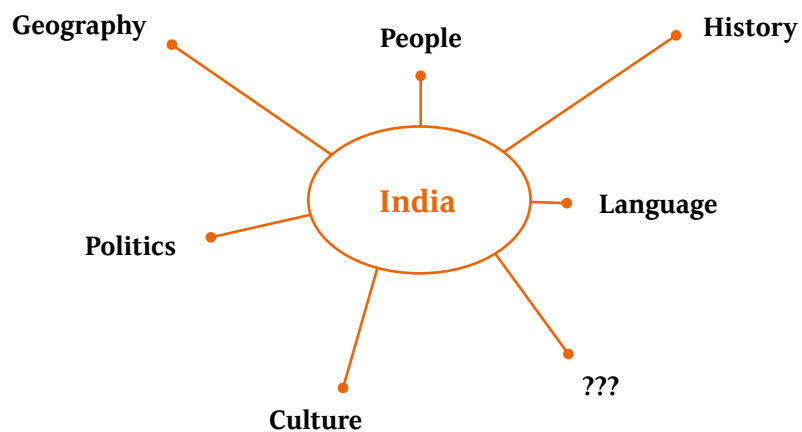 Geography
People
History
India
Language
Politics
???
Culture